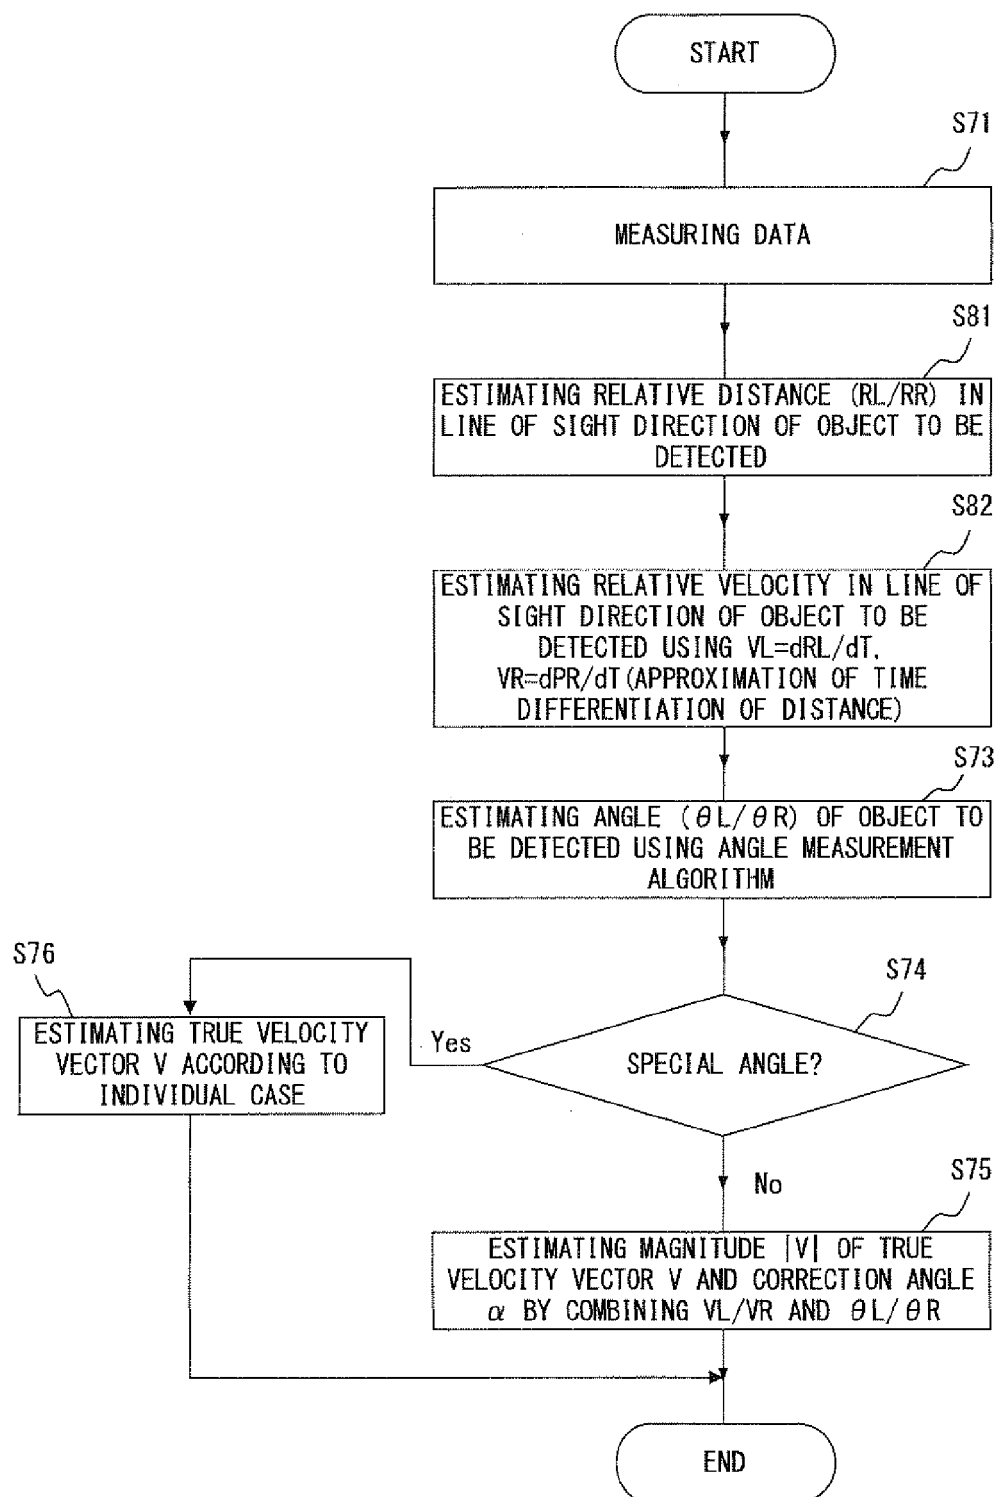 START
S71
MEASURING DATA
S81
ESTIMATING RELATIVE DISTANCE (RL/RR) IN
LINE OF SIGHT DIRECTION OF OBJECT TO BE
DETECTED
S82
ESTIMATING RELATIVE VELOCITY IN LINE OF
SIGHT DIRECTION OF OBJECT TO BE
DETECTED USING VL=dRL/dT,
VR=dPR/dT(APPROXIMATION OF TIME
DIFFERENTIATION OF DISTANCE)
S73
ESTIMATING ANGLE (θL/θR) OF OBJECT TO
BE DETECTED USING ANGLE MEASUREMENT
ALGORITHM
S76
ESTIMATING TRUE VELOCITY
VECTOR V ACCORDING TO
INDIVIDUAL CASE
S74
Yes
SPECIAL ANGLE?
No
S75
ESTIMATING MAGNITUDE |V| OF TRUE
VELOCITY VECTOR V AND CORRECTION ANGLE
α BY COMBINING VL/VR AND θL/θR
END